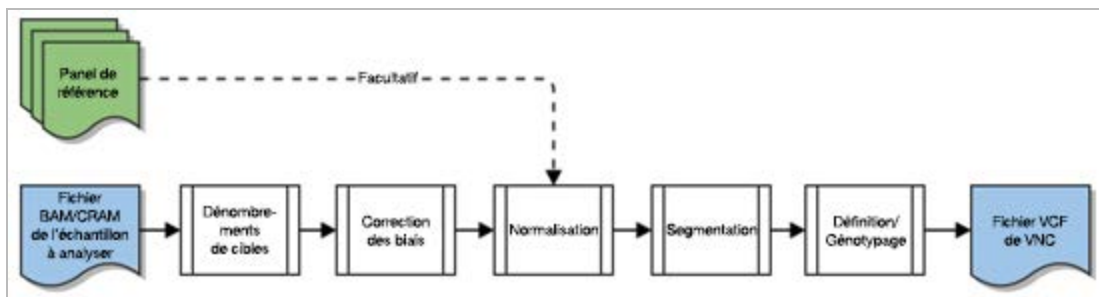 Panel de
référence
Facultatif
Fichier
BAM/CRAM
de l'échantillon
à analyser
Dénombre-
ments
de cibles
Correction
des biais
Normalisation
Segmentation
Définition/
Génotypage
Fichier VCF
de VNC